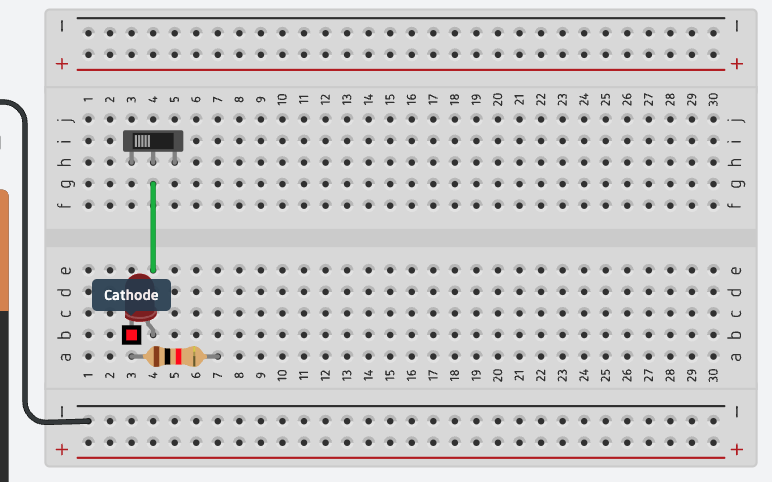 — —
+ +
1 2 3 4 5 6 7 8 9 10 11 12 13 14 15 16 17 18 19 20 21 22 23 24 25 26 27 28 29 30
j j
i i
h h
g g
f f
e e
d d
Cathode
c c
b b
a a
1 2 3 4 5 6 7 8 9 10 11 12 13 14 15 16 17 18 19 20 21 22 23 24 25 26 27 28 29 30
— —
+ +